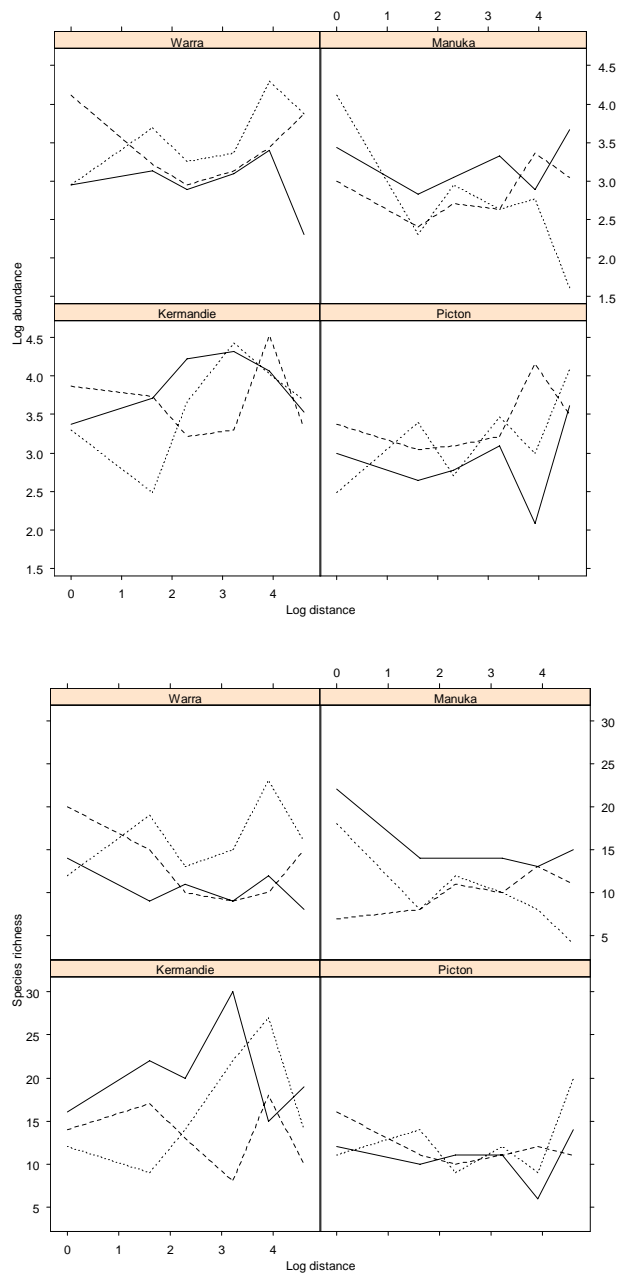 0 1 2 3 4
Warra Manuka
4.5
4.0
3.5
3.0
2.5
2.0
1.5
Log abundance
Kermandie Picton
4.5
4.0
3.5
3.0
2.5
2.0
1.5
0 1 2 3 4
Log distance
0 1 2 3 4
Warra Manuka
30
25
20
15
10
5
Species richness
Kermandie Picton
30
25
20
15
10
5
0 1 2 3 4
Log distance